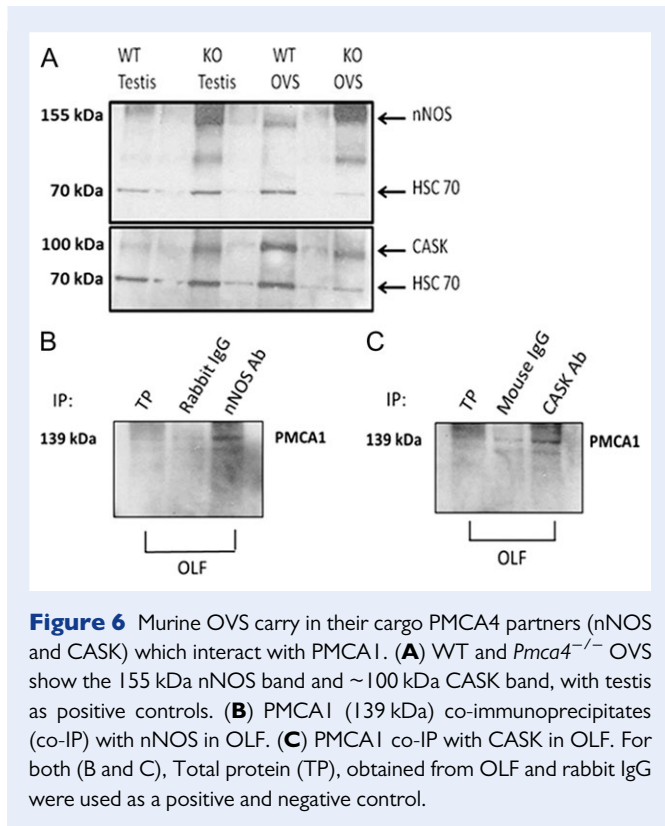 A
WT KO WT KO
Testis Testis OVS OVS
155 kDa nNOS
70 kDa HSC 70
100 kDa CASK
70 kDa HSC 70
B
IP: TP Rabbit IgG nNOS Ab
139 kDa PMCA1
OLF
C
IP: TP Mouse IgG CASK Ab
139 kDa PMCA1
OLF
Figure 6 Murine OVS carry in their cargo PMCA4 partners (nNOS
and CASK) which interact with PMCA1. (A) WT and Pmca4−/− OVS
show the 155 kDa nNOS band and ~100 kDa CASK band, with testis
as positive controls. (B) PMCA1 (139 kDa) co-immunoprecipitates
(co-IP) with nNOS in OLF. (C) PMCA1 co-IP with CASK in OLF. For
both (B and C), Total protein (TP), obtained from OLF and rabbit IgG
were used as a positive and negative control.